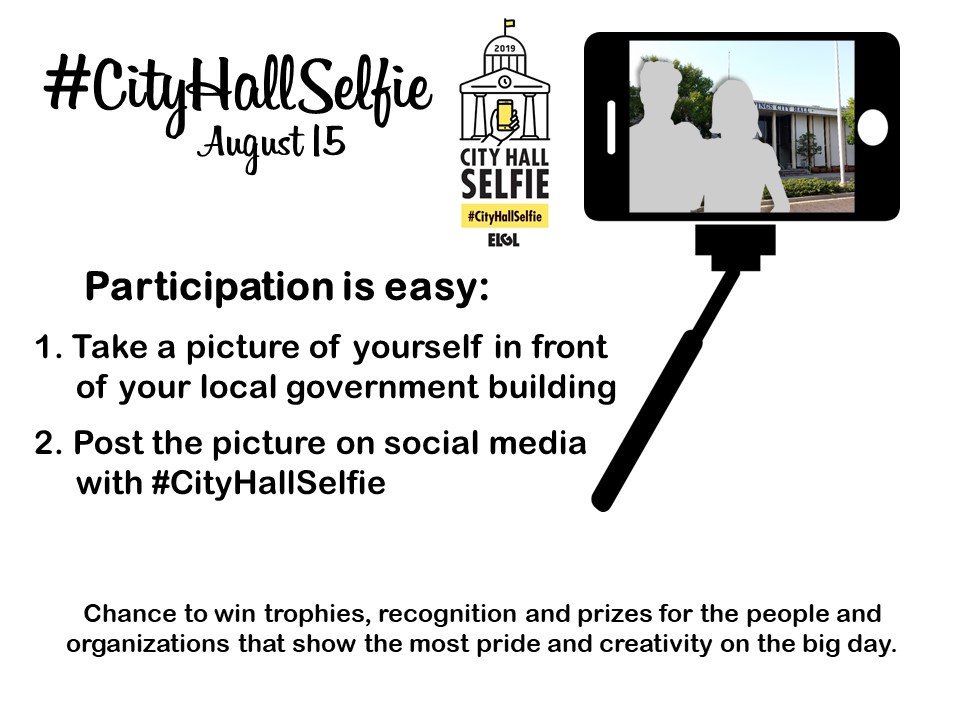 #CityHallSelfie
August 15
2019
CITY HALL
SELFIE
#CityHallSelfie
ELGL
CITY HALL
Participation is easy:
1. Take a picture of yourself in front
of your local government building
2. Post the picture on social media
with #CityHallSelfie
Chance to win trophies, recognition and prizes for the people and
organizations that show the most pride and creativity on the big day.